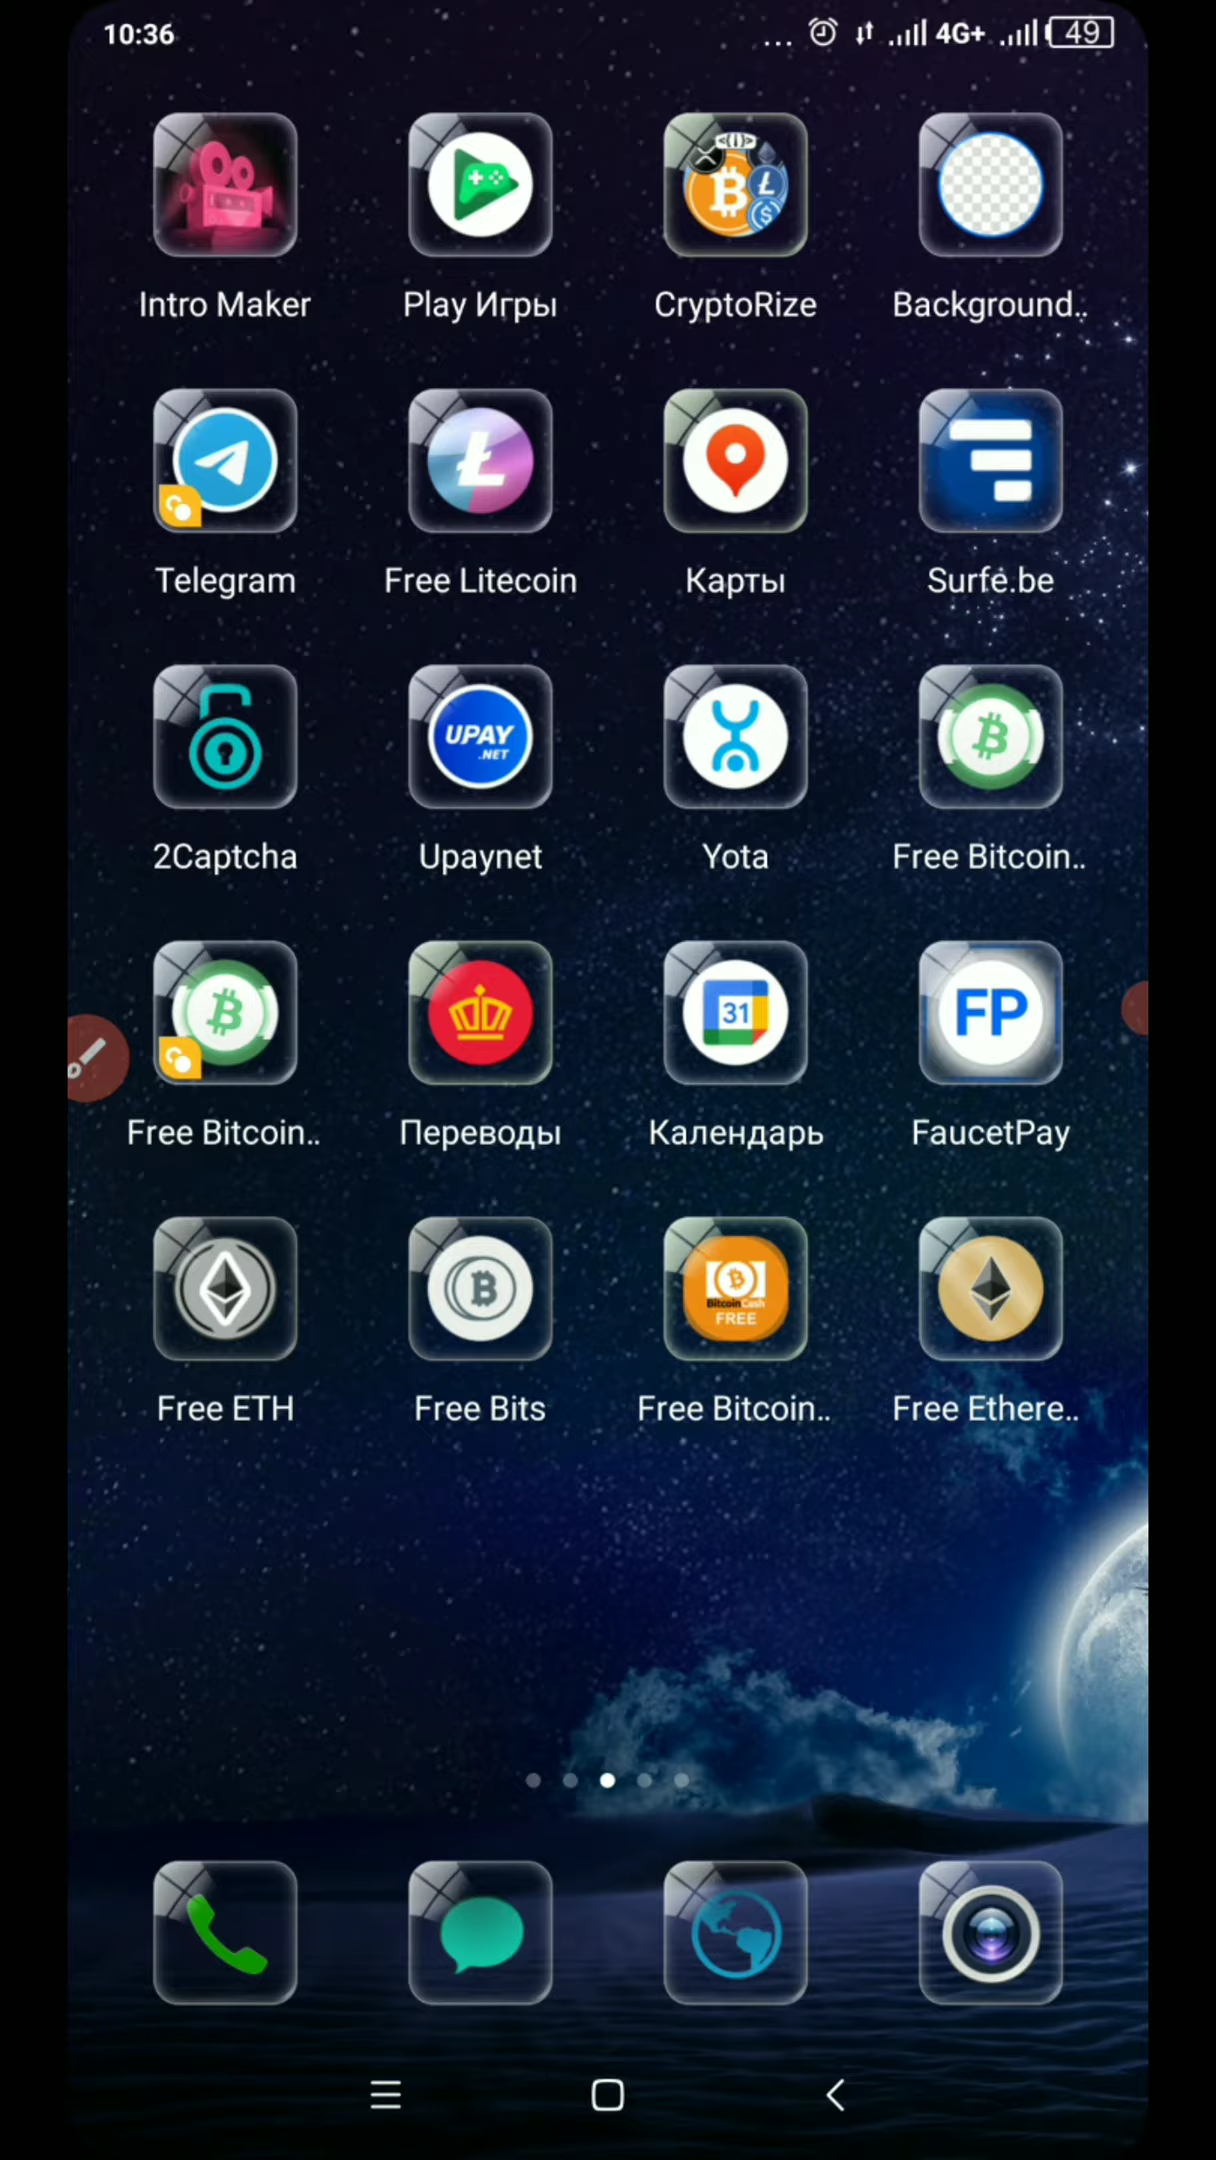 10:36 ... 4G+ 49
Intro Maker Play Игры CryptoRize Background..
Telegram Free Litecoin Карты Surfe.be
UPAY
.NET
2Captcha Upaynet Yota Free Bitcoin..
31 FP
Free Bitcoin.. Переводы Календарь FaucetPay
BitcoinCash
FREE
Free ETH Free Bits Free Bitcoin.. Free Ethere..